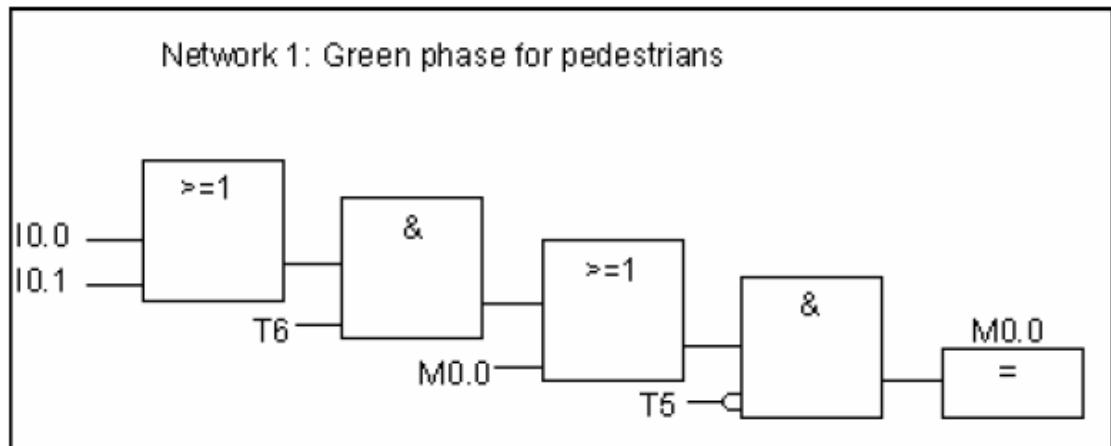 Network 1: Green phase for pedestrians
>=1
I0.0
I0.1
&
T6
>=1
M0.0
&
T5
M0.0
=